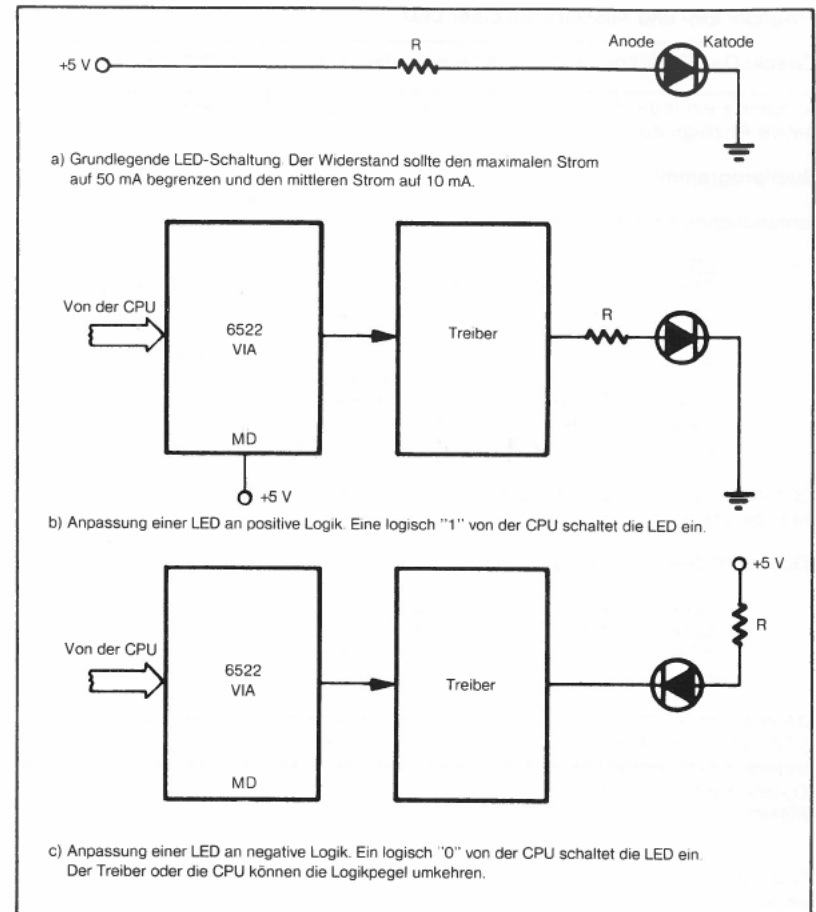 R
Anode
Katode
+5 V
a) Grundlegende LED-Schaltung. Der Widerstand sollte den maximalen Strom
auf 50 mA begrenzen und den mittleren Strom auf 10 mA.
Von der CPU
6522
VIA
MD
+5 V
Treiber
R
b) Anpassung einer LED an positive Logik. Eine logisch "1" von der CPU schaltet die LED ein.
+5 V
R
Von der CPU
6522
VIA
MD
Treiber
c) Anpassung einer LED an negative Logik. Ein logisch "0" von der CPU schaltet die LED ein.
Der Treiber oder die CPU können die Logikpegel umkehren.